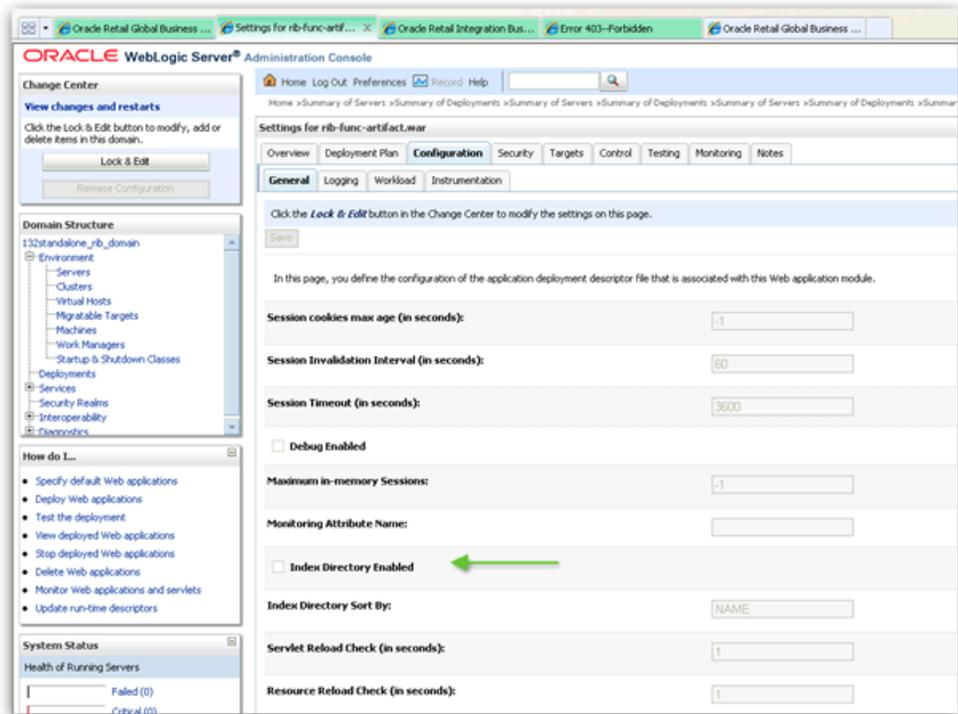 Oracle Retail Global Business ...
Settings for rib-func-artif... X
Oracle Retail Integration Bus...
Error 403--Forbidden
Oracle Retail Global Business ...
ORACLE WebLogic Server® Administration Console
Change Center
View changes and restarts
Click the Lock & Edit button to modify, add or
delete items in this domain.
Lock & Edit
Release Configuration
Domain Structure
132standalone_rib_domain
Environment
Servers
Clusters
Virtual Hosts
Migratable Targets
Machines
Work Managers
Startup & Shutdown Classes
Deployments
Services
Security Realms
Interoperability
Diagnostics
How do I...
Specify default Web applications
Deploy Web applications
Test the deployment
View deployed Web applications
Stop deployed Web applications
Delete Web applications
Monitor Web applications and servlets
Update run-time descriptors
System Status
Health of Running Servers
Failed (0)
Critical (0)
Home Log Out Preferences Record Help
Home >Summary of Servers >Summary of Deployments >Summary of Servers >Summary of Deployments >Summary of Servers >Summary of Deployments >Summar
Settings for rib-func-artifact.war
Overview Deployment Plan Configuration Security Targets Control Testing Monitoring Notes
General Logging Workload Instrumentation
Click the Lock & Edit button in the Change Center to modify the settings on this page.
Save
In this page, you define the configuration of the application deployment descriptor file that is associated with this Web application module.
Session cookies max age (in seconds): -1
Session Invalidation Interval (in seconds): 60
Session Timeout (in seconds): 3600
Debug Enabled
Maximum in-memory Sessions: -1
Monitoring Attribute Name:
Index Directory Enabled
Index Directory Sort By: NAME
Servlet Reload Check (in seconds): 1
Resource Reload Check (in seconds): 1